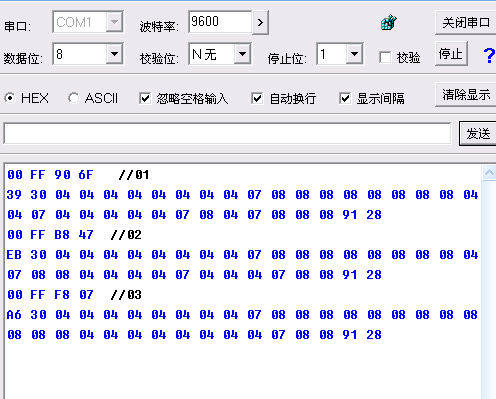 串口: COM1 波特率: 9600 > 关闭串口
数据位: 8 校验位: N 无 停止位: 1 校验 停止 ?
HEX ASCII 忽略空格输入 自动换行 显示间隔 清除显示
发送
00 FF 90 6F //01
39 30 04 04 04 04 04 04 04 04 07 08 08 08 08 08 08 08 08 04
04 07 04 04 04 04 04 07 08 04 07 08 08 08 91 28
00 FF B8 47 //02
EB 30 04 04 04 04 04 04 04 04 07 08 08 08 08 08 08 08 08 04
07 08 08 04 04 04 04 07 04 04 04 07 08 08 91 28
00 FF F8 07 //03
A6 30 04 04 04 04 04 04 04 04 07 08 08 08 08 08 08 08 08 08
08 08 08 04 04 04 04 04 04 04 04 04 07 08 08 91 28